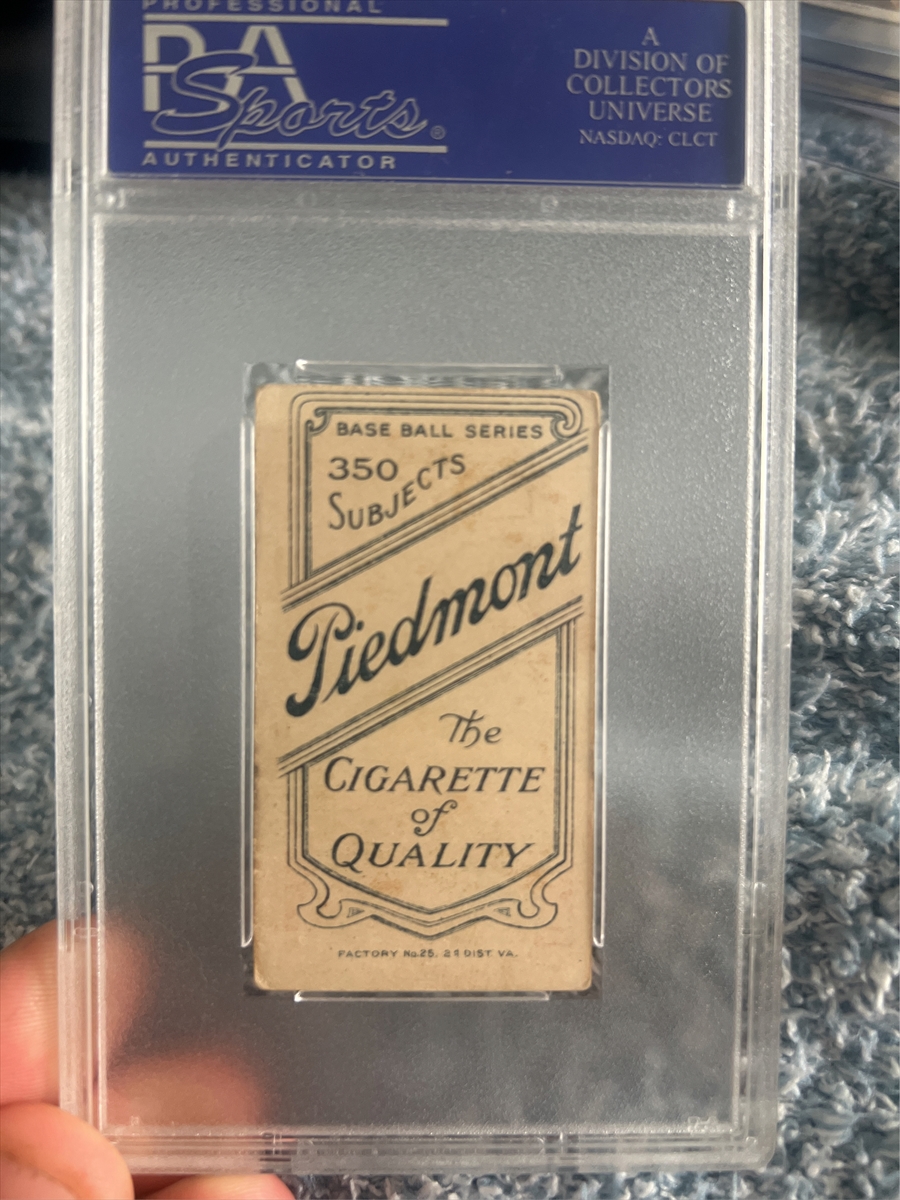 PROFESSIONAL
PSA
Sports®
AUTHENTICATOR
A
DIVISION OF
COLLECTORS
UNIVERSE
NASDAQ: CLCT
BASE BALL SERIES
350
SUBJECTS
Piedmont
The
CIGARETTE
of
QUALITY
FACTORY No.25, 2d DIST VA.